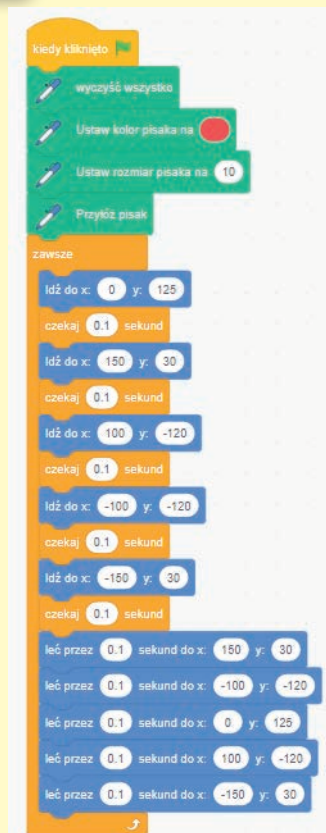 kiedy kliknięto
wyczyść wszystko
Ustaw kolor pisaka na
Ustaw rozmiar pisaka na 10
Przyłóż pisak
zawsze
Idź do x: 0 y: 125
czekaj 0.1 sekund
Idź do x: 150 y: 30
czekaj 0.1 sekund
Idź do x: 100 y: -120
czekaj 0.1 sekund
Idź do x: -100 y: -120
czekaj 0.1 sekund
Idź do x: -150 y: 30
czekaj 0.1 sekund
leć przez 0.1 sekund do x: 150 y: 30
leć przez 0.1 sekund do x: -100 y: -120
leć przez 0.1 sekund do x: 0 y: 125
leć przez 0.1 sekund do x: 100 y: -120
leć przez 0.1 sekund do x: -150 y: 30